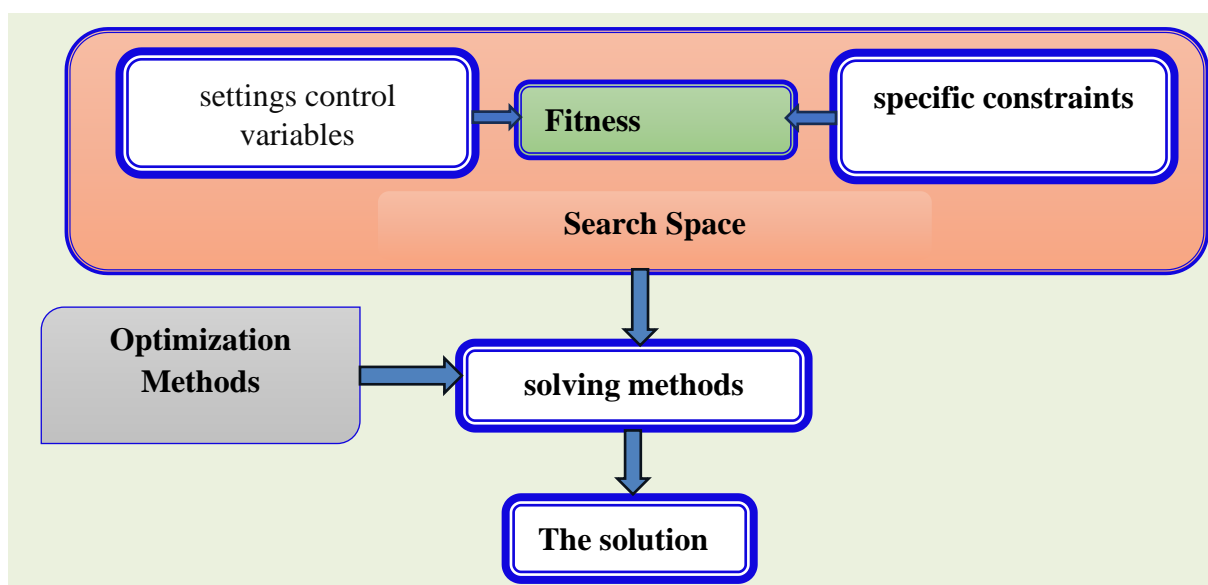 settings control
variables
Fitness
specific constraints
Search Space
Optimization
Methods
solving methods
The solution